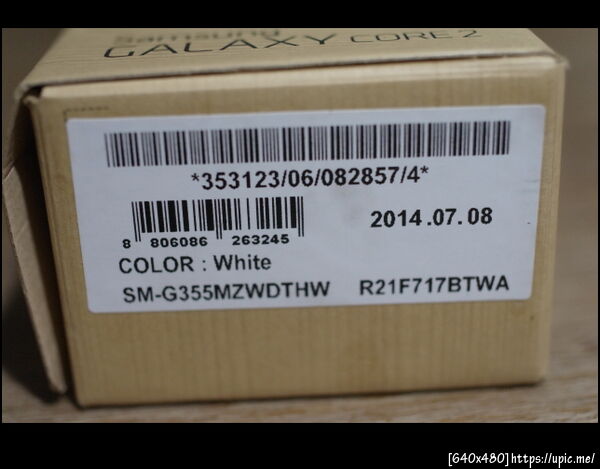 SAMSUNG
GALAXY CORE 2
*353123/06/082857/4*
8 806086 263245
2014.07.08
COLOR : White
SM-G355MZWDTHW R21F717BTWA
[640x480]https://upic.me/